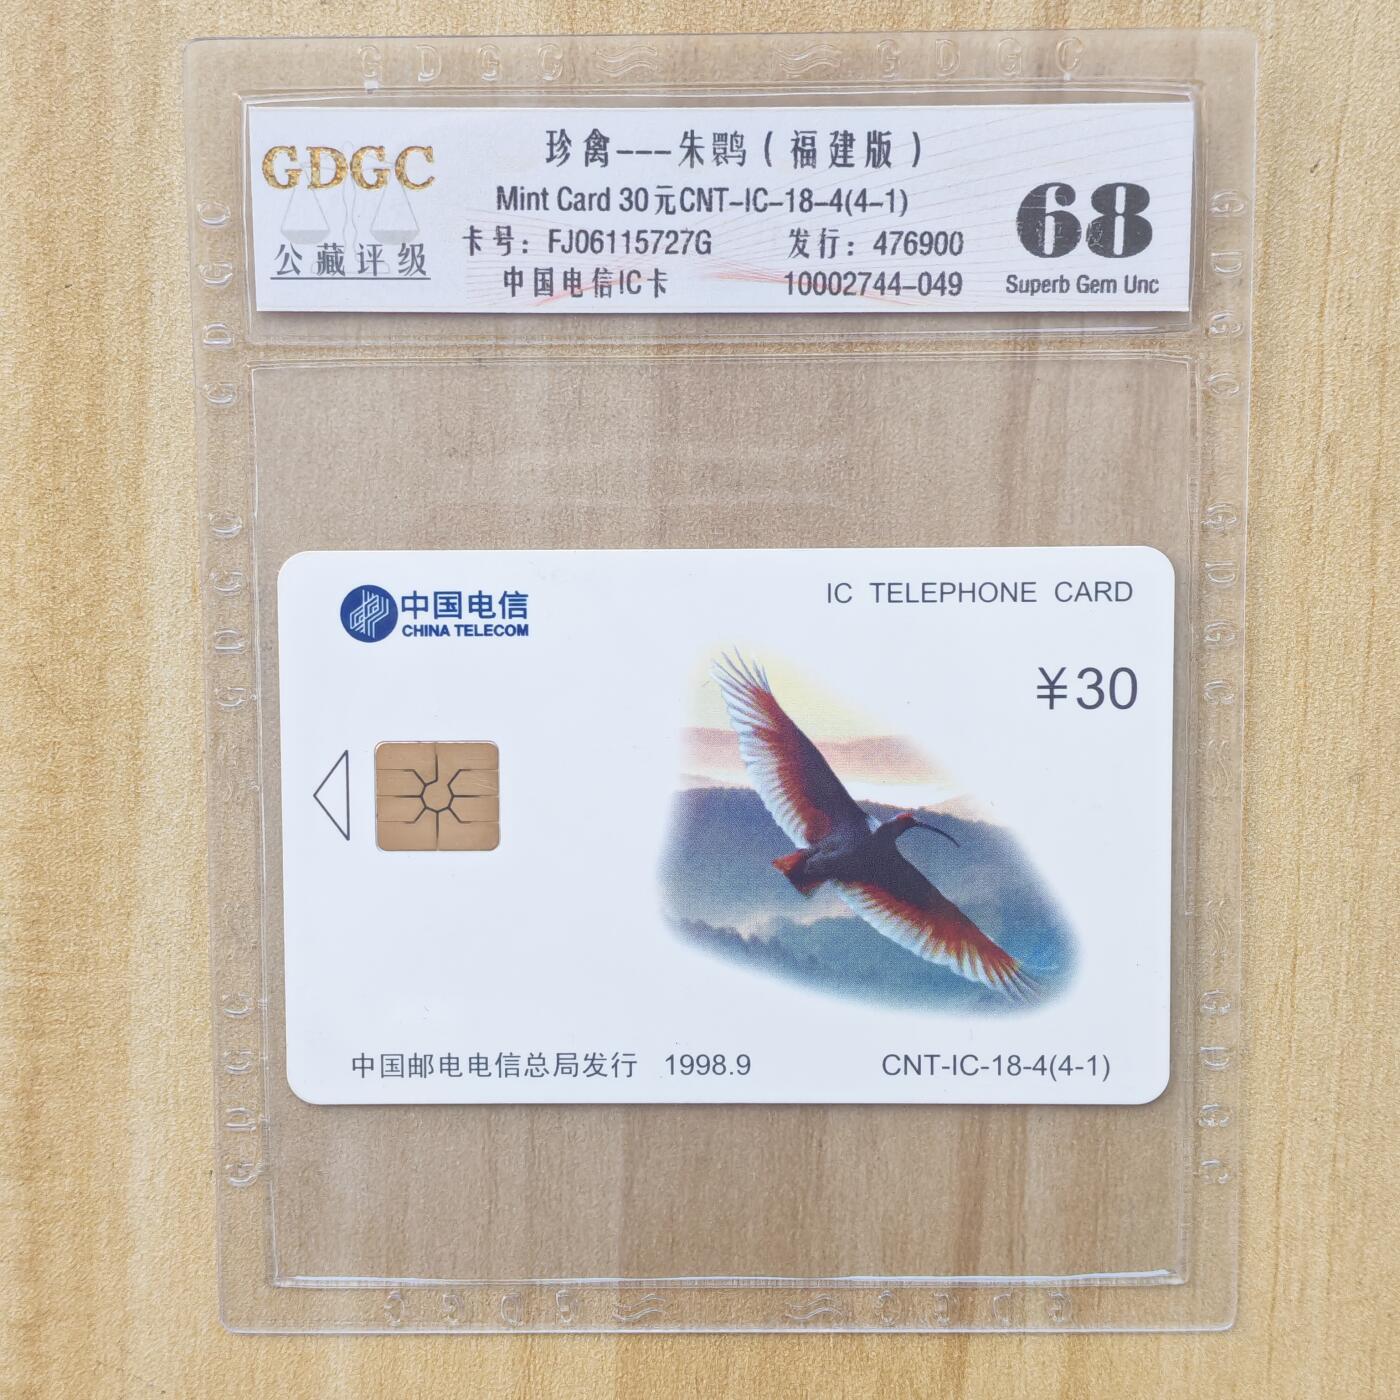 GDGC
GDGC
GDGC
公藏评级
珍禽---朱鹮(福建版)
Mint Card 30元CNT-IC-18-4(4-1)
卡号：FJ06115727G 发行：476900
中国电信IC卡 10002744-049
68
Superb Gem Unc
中国电信
CHINA TELECOM
IC TELEPHONE CARD
¥30
中国邮电电信总局发行 1998.9
CNT-IC-18-4(4-1)